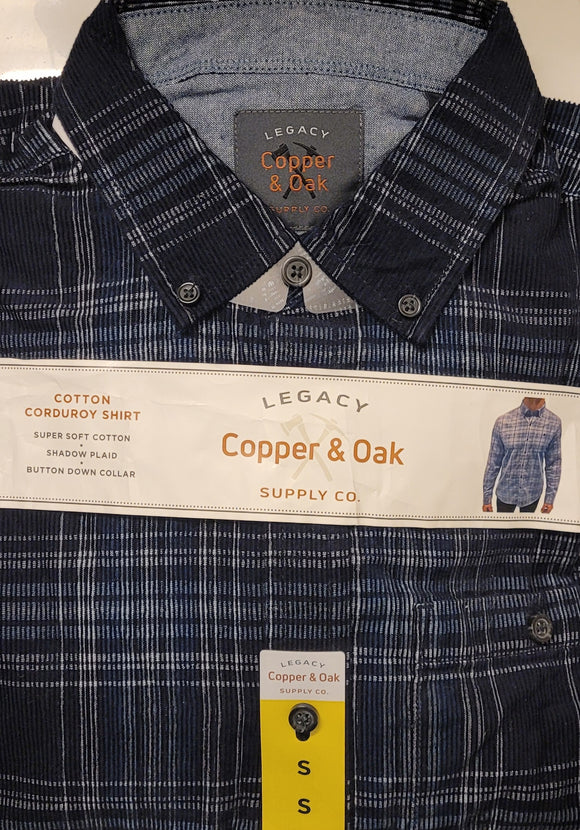 LEGACY
Copper
& Oak
SUPPLY CO.
COTTON
CORDUROY SHIRT
SUPER SOFT COTTON
•
SHADOW PLAID
•
BUTTON DOWN COLLAR
LEGACY
Copper & Oak
SUPPLY CO.
LEGACY
Copper & Oak
SUPPLY CO.
S
S